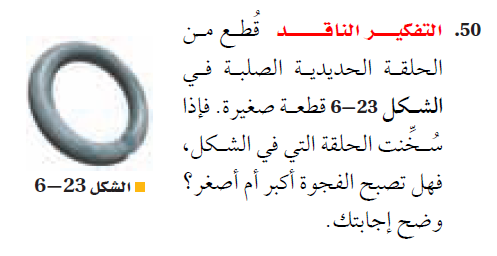 50. التفكير الناقد قُطع من
الحلقة الحديدية الصلبة في
الشكل 23–6 قطعة صغيرة. فإذا
سُخِّنت الحلقة التي في الشكل،
فهل تصبح الفجوة أكبر أم أصغر؟
وضح إجابتك.
الشكل 23–6